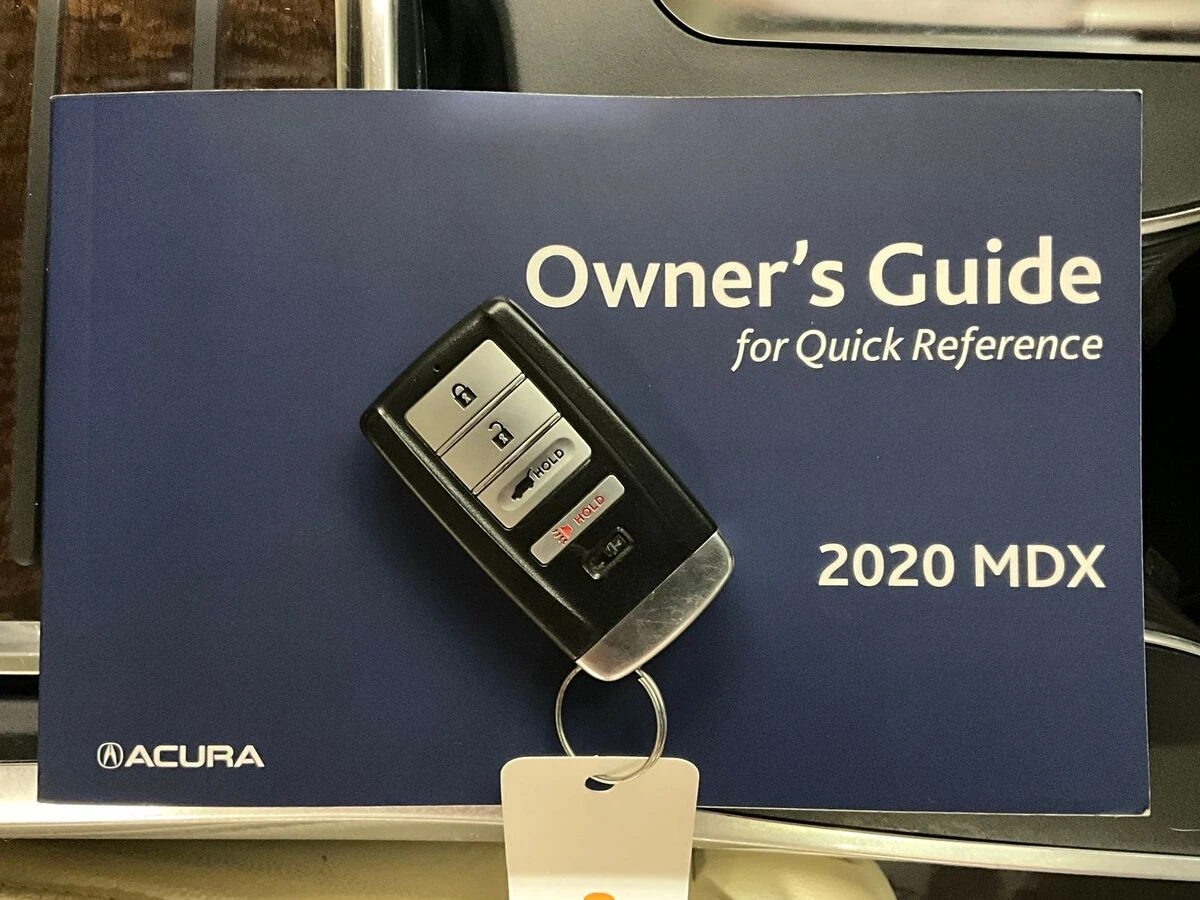 Owner's Guide
for Quick Reference
HOLD
HOLD
2020 MDX
ACURA